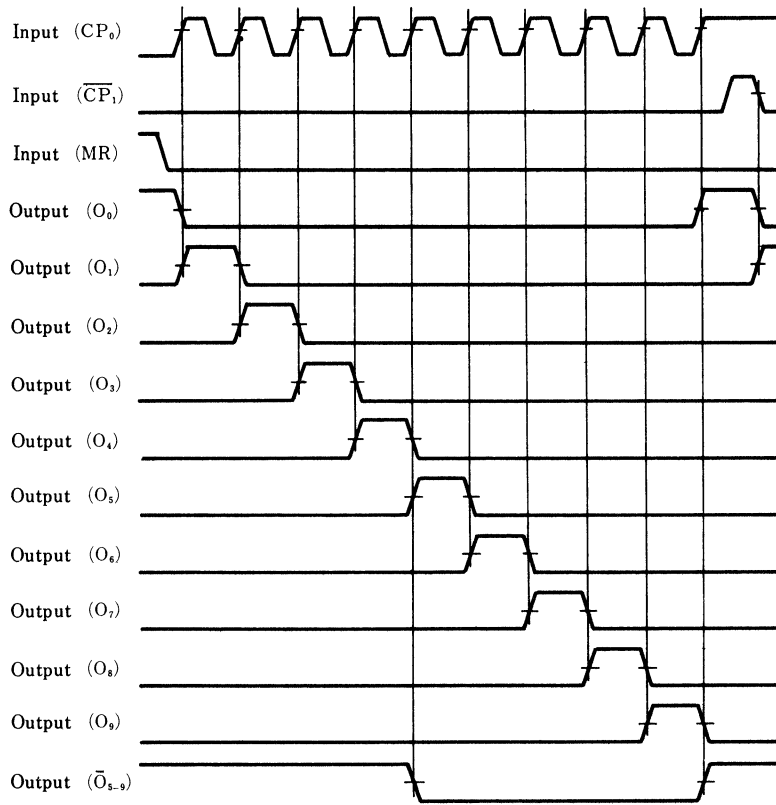 Input (CP₀)
Input (C̅P̅₁)
Input (MR)
Output (O₀)
Output (O₁)
Output (O₂)
Output (O₃)
Output (O₄)
Output (O₅)
Output (O₆)
Output (O₇)
Output (O₈)
Output (O₉)
Output (O̅₅₋₉)